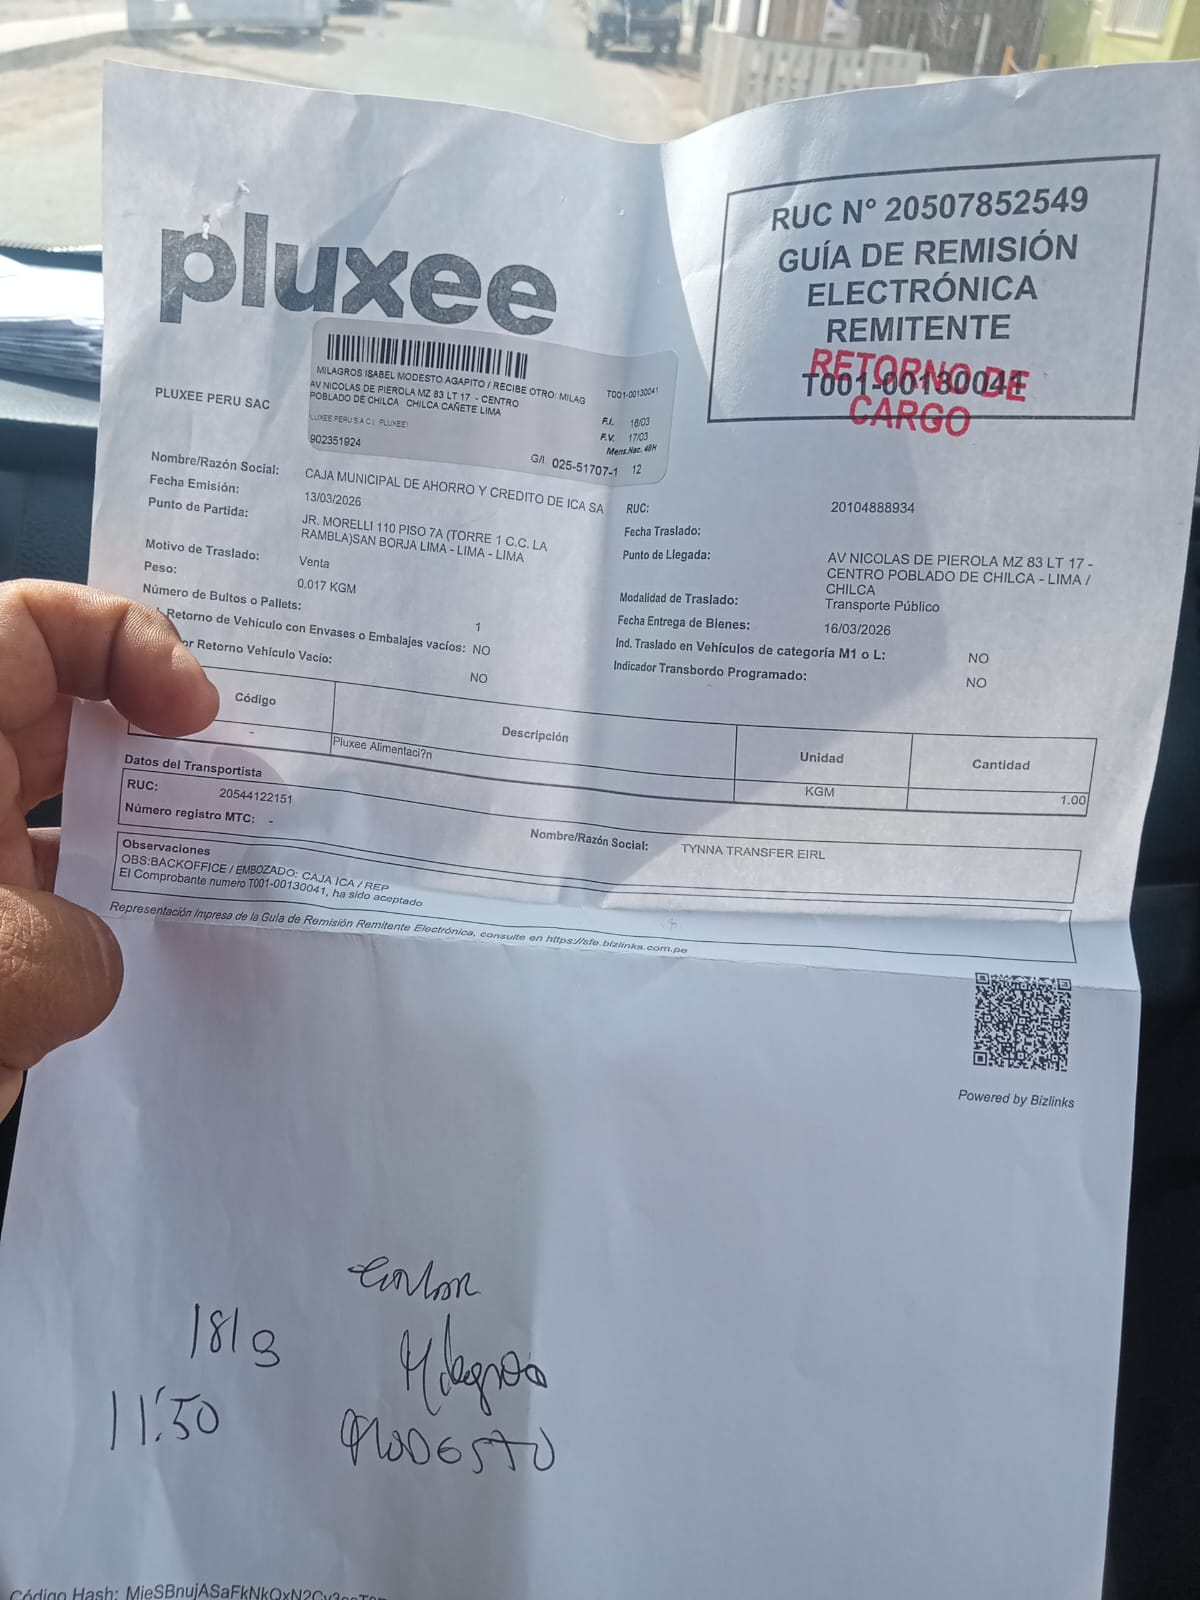 pluxee
RUC N° 20507852549
GUÍA DE REMISIÓN
ELECTRÓNICA
REMITENTE
T001-00130041
RETORNO DE
CARGO
PLUXEE PERU SAC
MILAGROS ISABEL MODESTO AGAPITO / RECIBE OTRO: MILAG
T001-00130041
AV NICOLAS DE PIEROLA MZ 83 LT 17 - CENTRO
POBLADO DE CHILCA CHILCA CAÑETE LIMA
F.I. 16/03
LUXEE PERU S A C ( PLUXEE)
F.V. 17/03
Mens.Nac. 48H
902351924
G/I. 025-51707-1 12
Nombre/Razón Social: CAJA MUNICIPAL DE AHORRO Y CREDITO DE ICA SA
RUC: 20104888934
Fecha Emisión: 13/03/2026
Fecha Traslado:
Punto de Partida: JR. MORELLI 110 PISO 7A (TORRE 1 C.C. LA
RAMBLA)SAN BORJA LIMA - LIMA - LIMA
Punto de Llegada: AV NICOLAS DE PIEROLA MZ 83 LT 17 -
CENTRO POBLADO DE CHILCA - LIMA /
CHILCA
Motivo de Traslado: Venta
Modalidad de Traslado: Transporte Público
Peso: 0.017 KGM
Fecha Entrega de Bienes: 16/03/2026
Número de Bultos o Pallets: 1
Ind. Traslado en Vehículos de categoría M1 o L: NO
Retorno de Vehículo con Envases o Embalajes vacíos: NO
Indicador Transbordo Programado: NO
or Retorno Vehículo Vacío: NO
Código Descripción Unidad Cantidad
- Pluxee Alimentaci?n KGM 1.00
Datos del Transportista
RUC: 20544122151
Nombre/Razón Social: TYNNA TRANSFER EIRL
Número registro MTC: -
Observaciones
OBS:BACKOFFICE / EMBOZADO: CAJA ICA / REP
El Comprobante numero T001-00130041, ha sido aceptado
Representación Impresa de la Guía de Remisión Remitente Electrónica, consulte en https://sfe.bizlinks.com.pe
Powered by Bizlinks
18/3
Milagros
11:50
MODESTO
Código Hash: